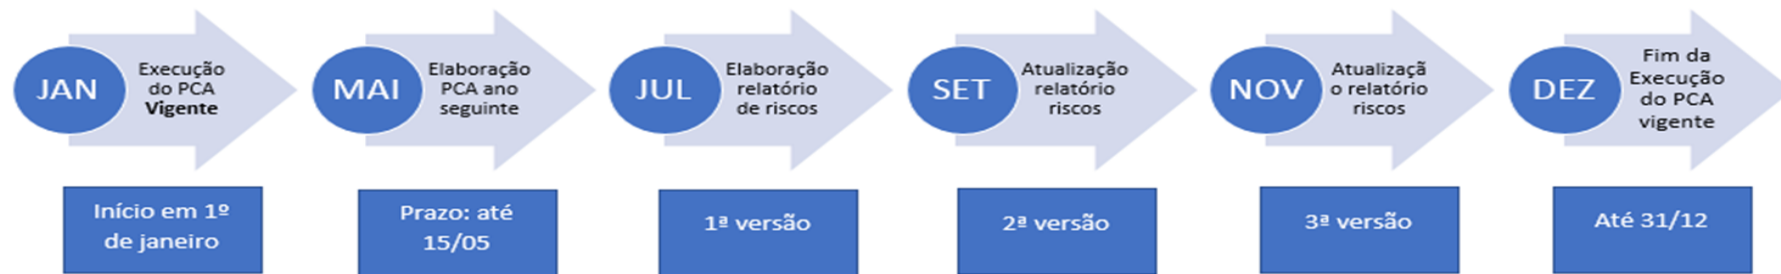 JAN
Execução
do PCA
Vigente
MAI
Elaboração
PCA ano
seguinte
JUL
Elaboração
relatório
de riscos
SET
Atualização
relatório
riscos
NOV
Atualizaçã
o relatório
riscos
DEZ
Fim da
Execução
do PCA
vigente
Início em 1º
de janeiro
Prazo: até
15/05
1ª versão
2ª versão
3ª versão
Até 31/12